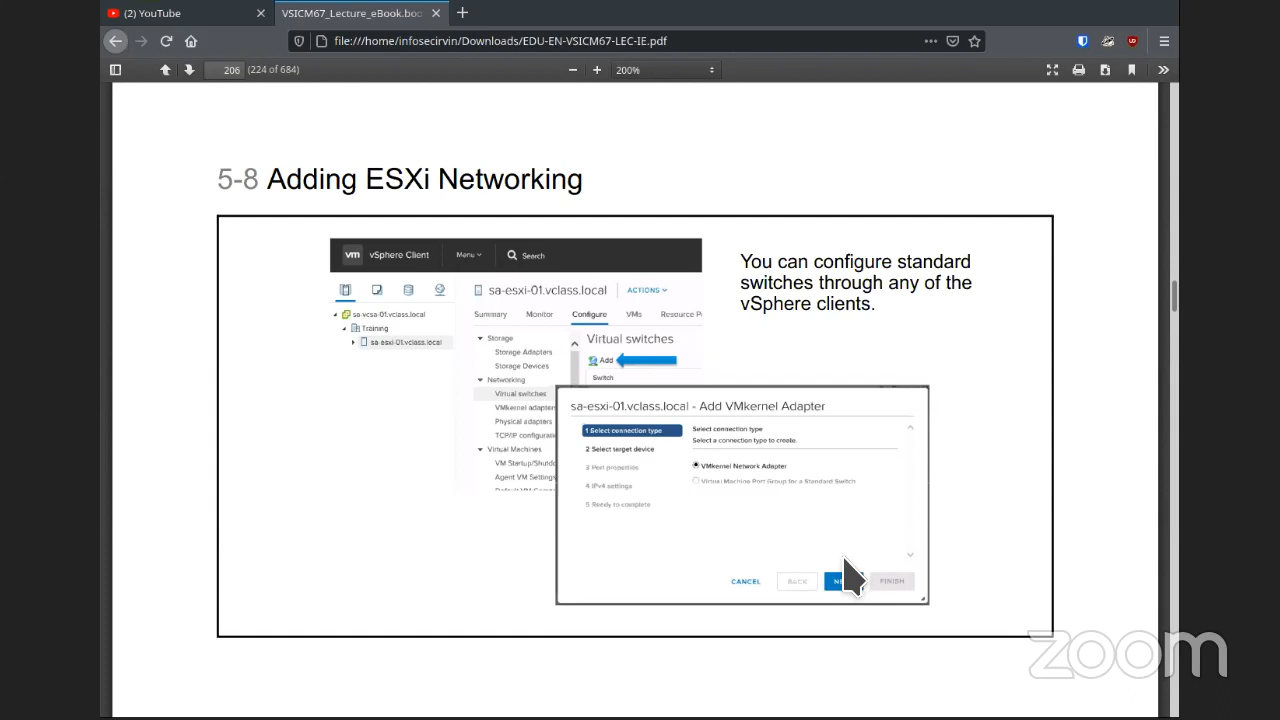 (2) YouTube
VSICM67_Lecture_eBook.boo
file:///home/infosecirvin/Downloads/EDU-EN-VSICM67-LEC-IE.pdf
206 (224 of 684)
200%
5-8 Adding ESXi Networking
vm vSphere Client Menu Search
sa-esxi-01.vclass.local ACTIONS
sa-vcsa-01.vclass.local
Training
sa-esxi-01.vclass.local
Summary Monitor Configure VMs Resource P
Storage
Storage Adapters
Storage Devices
Networking
Virtual switches
VMkernel adapters
Physical adapters
TCP/IP configura
Virtual Machines
VM Startup/Shutdo
Agent VM Settings
Virtual switches
Add
Switch
You can configure standard
switches through any of the
vSphere clients.
sa-esxi-01.vclass.local - Add VMkernel Adapter
1 Select connection type
2 Select target device
3 Port properties
4 IPv4 settings
5 Ready to complete
Select connection type
Select a connection type to create.
VMkernel Network Adapter
Virtual Machine Port Group for a Standard Switch
CANCEL BACK FINISH
zoom